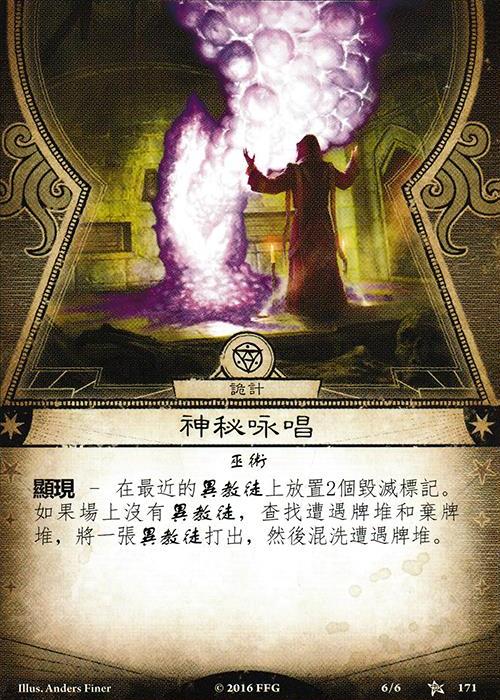 詭計
神秘咏唱
巫術
顯現 – 在最近的異教徒上放置2個毀滅標記。
如果場上沒有異教徒，查找遭遇牌堆和棄牌
堆，將一張異教徒打出，然後混洗遭遇牌堆。
Illus. Anders Finer © 2016 FFG 6/6 171